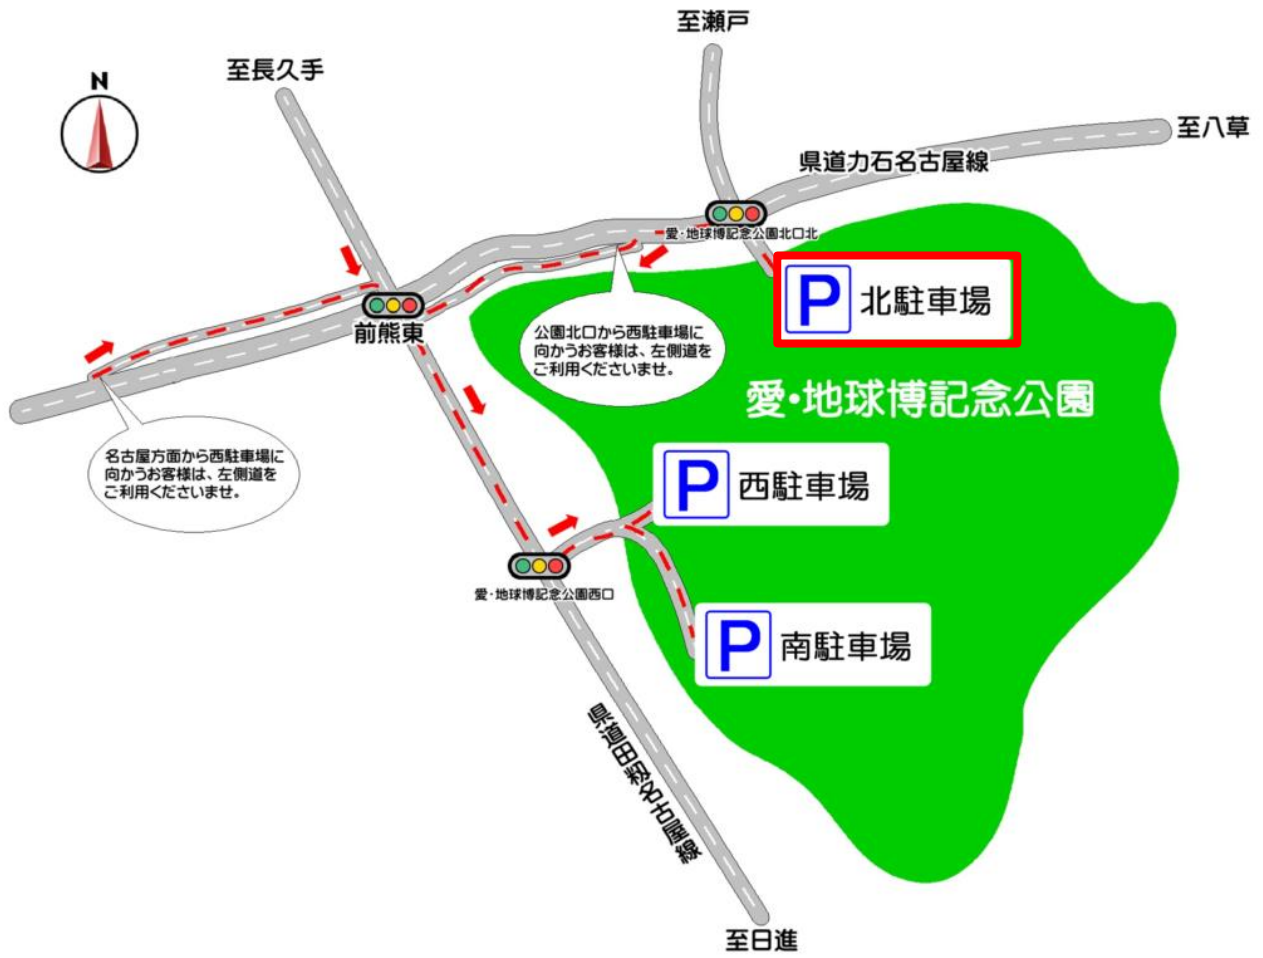 至瀬戸
至長久手
N
至八草
県道力石名古屋線
愛・地球博記念公園北口北
P 北駐車場
前熊東
公園北口から西駐車場に
向かうお客様は、左側道を
ご利用くださいませ。
愛・地球博記念公園
名古屋方面から西駐車場に
向かうお客様は、左側道を
ご利用くださいませ。
P 西駐車場
愛・地球博記念公園西口
P 南駐車場
県道田籾名古屋線
至日進